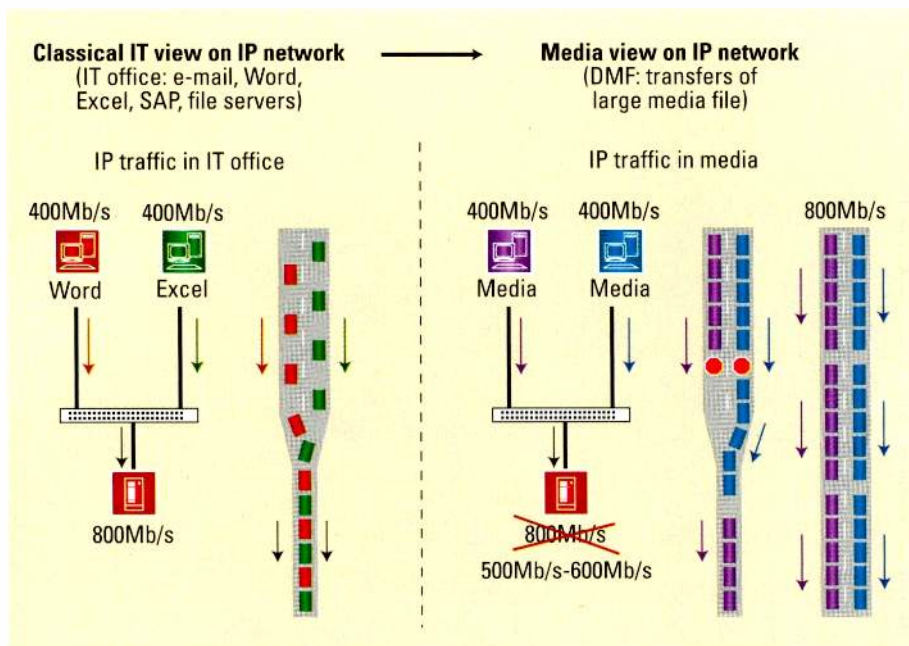 Classical IT view on IP network
(IT office: e-mail, Word,
Excel, SAP, file servers)
Media view on IP network
(DMF: transfers of
large media file)
IP traffic in IT office
400Mb/s
400Mb/s
Word
Excel
800Mb/s
IP traffic in media
400Mb/s
400Mb/s
800Mb/s
Media
Media
800Mb/s
500Mb/s-600Mb/s